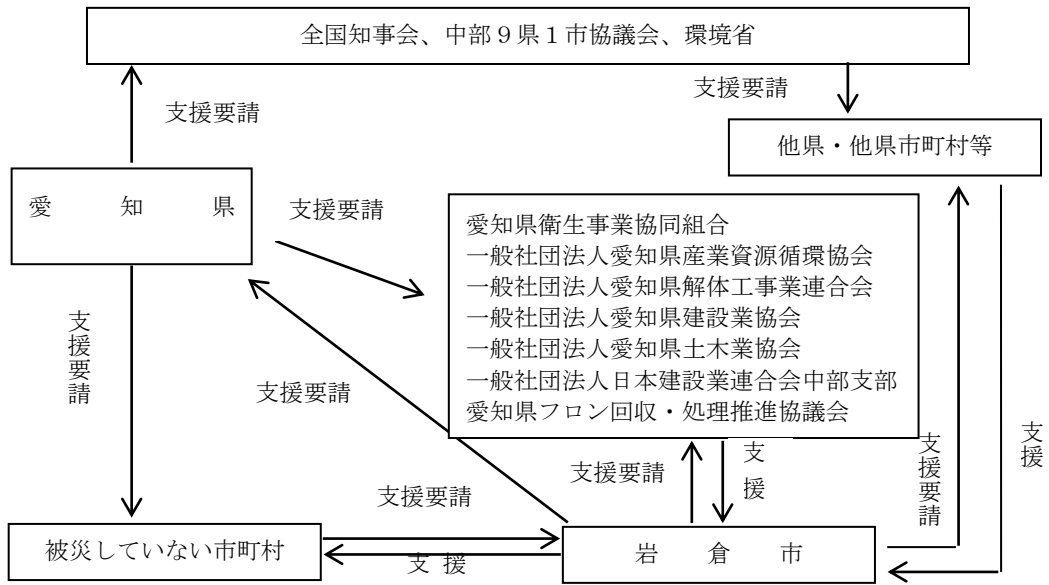 全国知事会、中部９県１市協議会、環境省
支援要請
支援要請
他県・他県市町村等
愛　知　県
支援要請
愛知県衛生事業協同組合
一般社団法人愛知県産業資源循環協会
一般社団法人愛知県解体工事業連合会
一般社団法人愛知県建設業協会
一般社団法人愛知県土木業協会
一般社団法人日本建設業連合会中部支部
愛知県フロン回収・処理推進協議会
支援要請
支援要請
支援要請
支援
支援要請
支援
支援要請
被災していない市町村
支 援
岩　倉　市